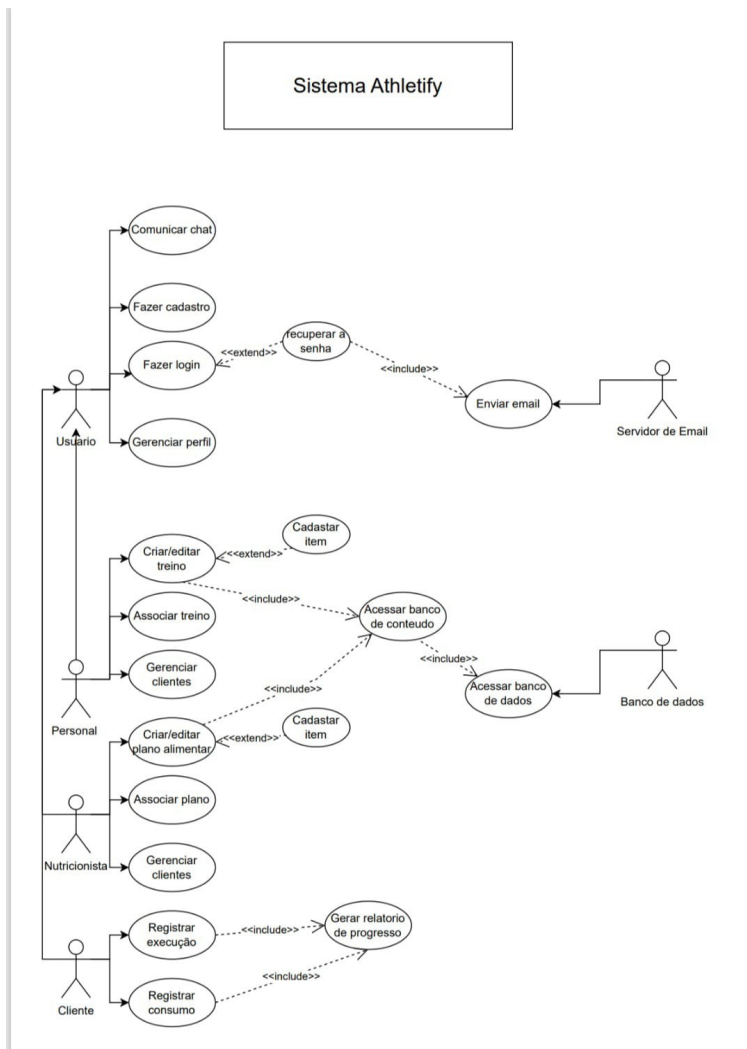 Sistema Athletify
Comunicar chat
Fazer cadastro
recuperar a
senha
<<extend>>
Fazer login
<<include>>
Enviar email
Servidor de Email
Usuario
Gerenciar perfil
Cadastar
item
Criar/editar
treino
<<extend>>
<<include>>
Acessar banco
de conteudo
Associar treino
<<include>>
Gerenciar
clientes
<<include>>
Acessar banco
de dados
Banco de dados
Personal
Cadastar
item
Criar/editar
plano alimentar
<<extend>>
Associar plano
Nutricionista
Gerenciar
clientes
Gerar relatorio
de progresso
Registrar
execução
<<include>>
<<include>>
Registrar
consumo
Cliente